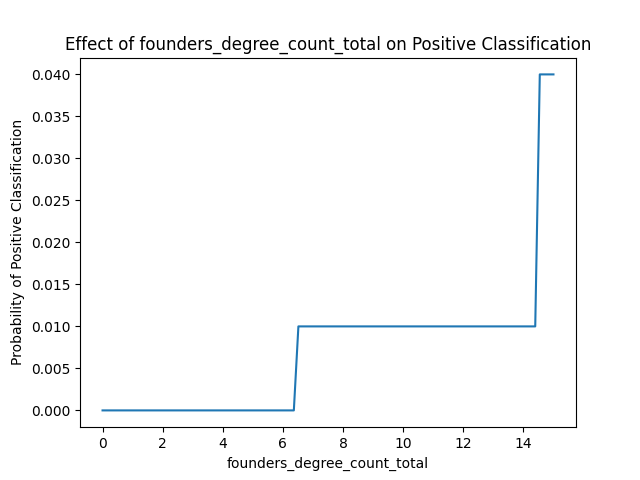 Effect of founders_degree_count_total on Positive Classification
Probability of Positive Classification
0.040
0.035
0.030
0.025
0.020
0.015
0.010
0.005
0.000
0 2 4 6 8 10 12 14
founders_degree_count_total